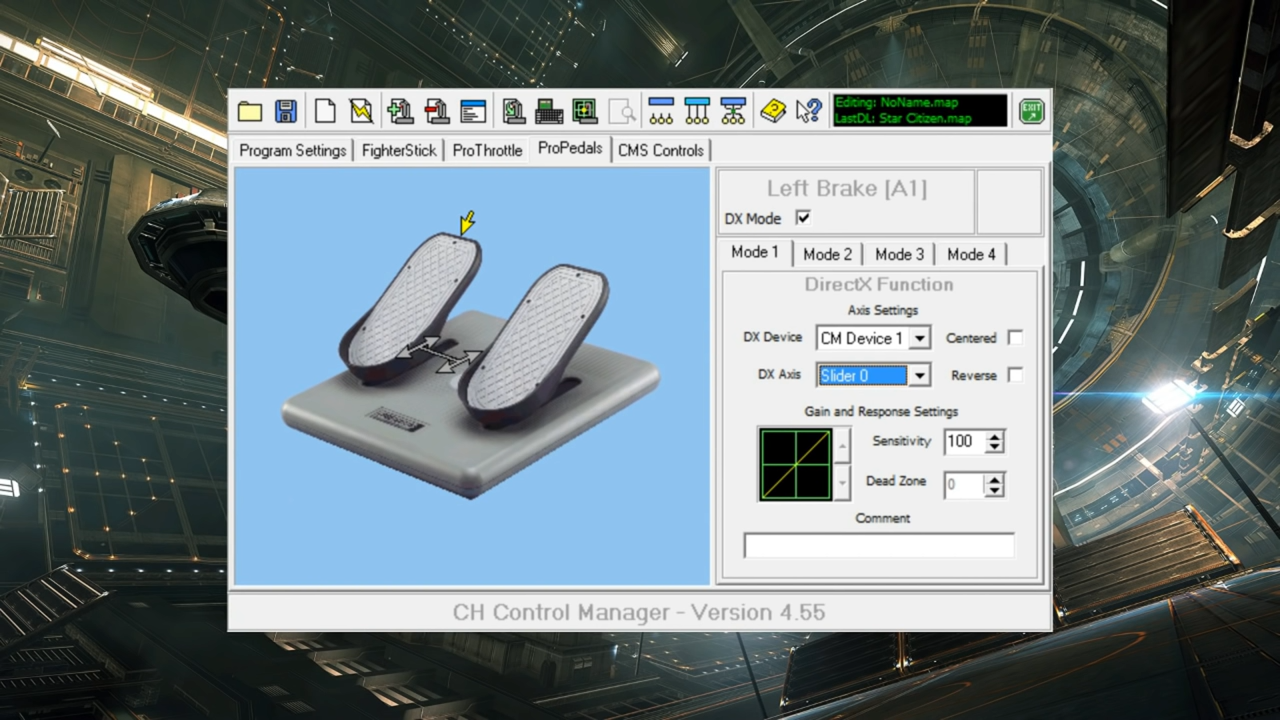 Editing: NoName.map
LastDL: Star Citizen.map
EXIT
Program Settings FighterStick ProThrottle ProPedals CMS Controls
Left Brake [A1]
DX Mode
Mode 1 Mode 2 Mode 3 Mode 4
DirectX Function
Axis Settings
DX Device CM Device 1 Centered
DX Axis Slider 0 Reverse
Gain and Response Settings
Sensitivity 100
Dead Zone 0
Comment
CH Control Manager - Version 4.55